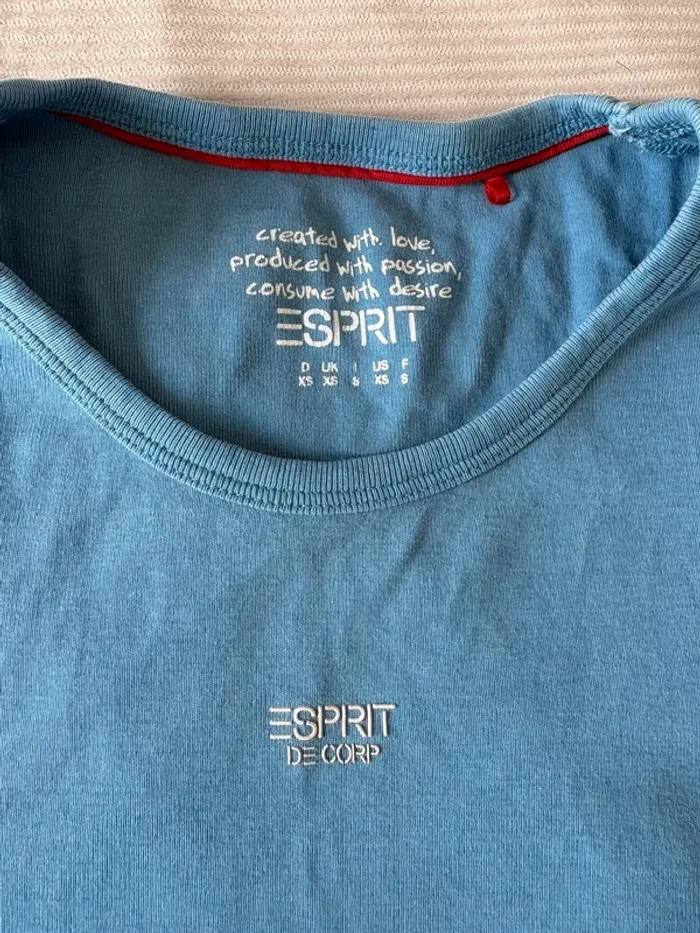 created with love,
produced with passion,
consume with desire
ESPRIT
D UK I US F
XS XS S XS S
ESPRIT
DE CORP